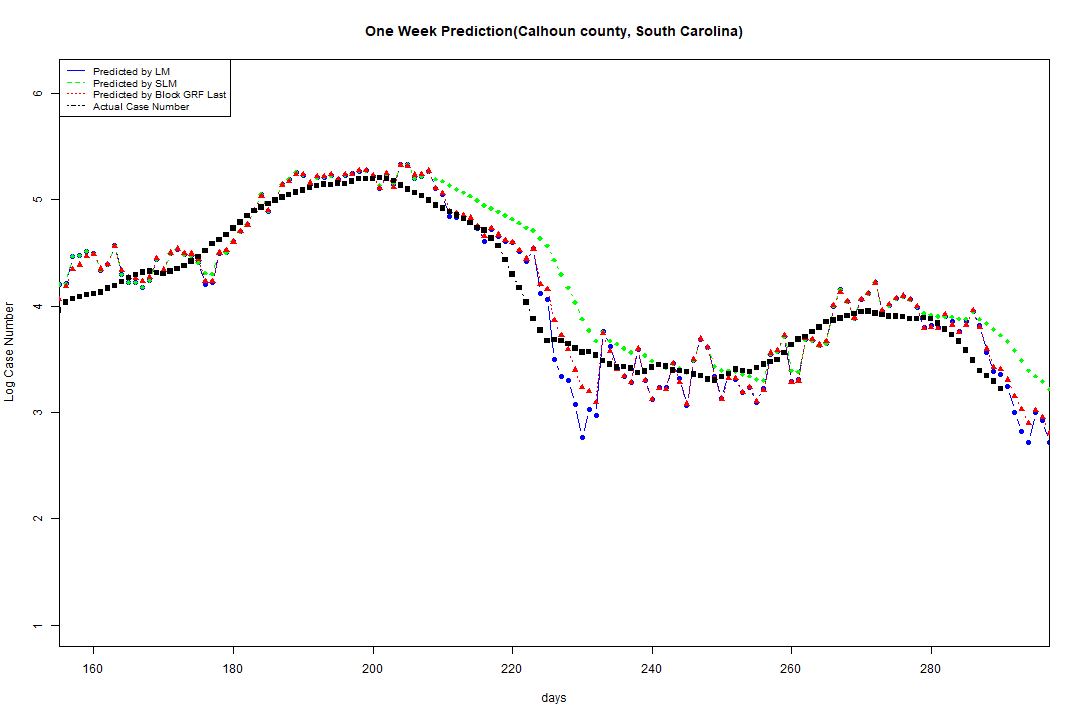 One Week Prediction(Calhoun county, South Carolina)
Predicted by LM
Predicted by SLM
Predicted by Block GRF Last
Actual Case Number
6
5
4
3
2
1
Log Case Number
160 180 200 220 240 260 280
days